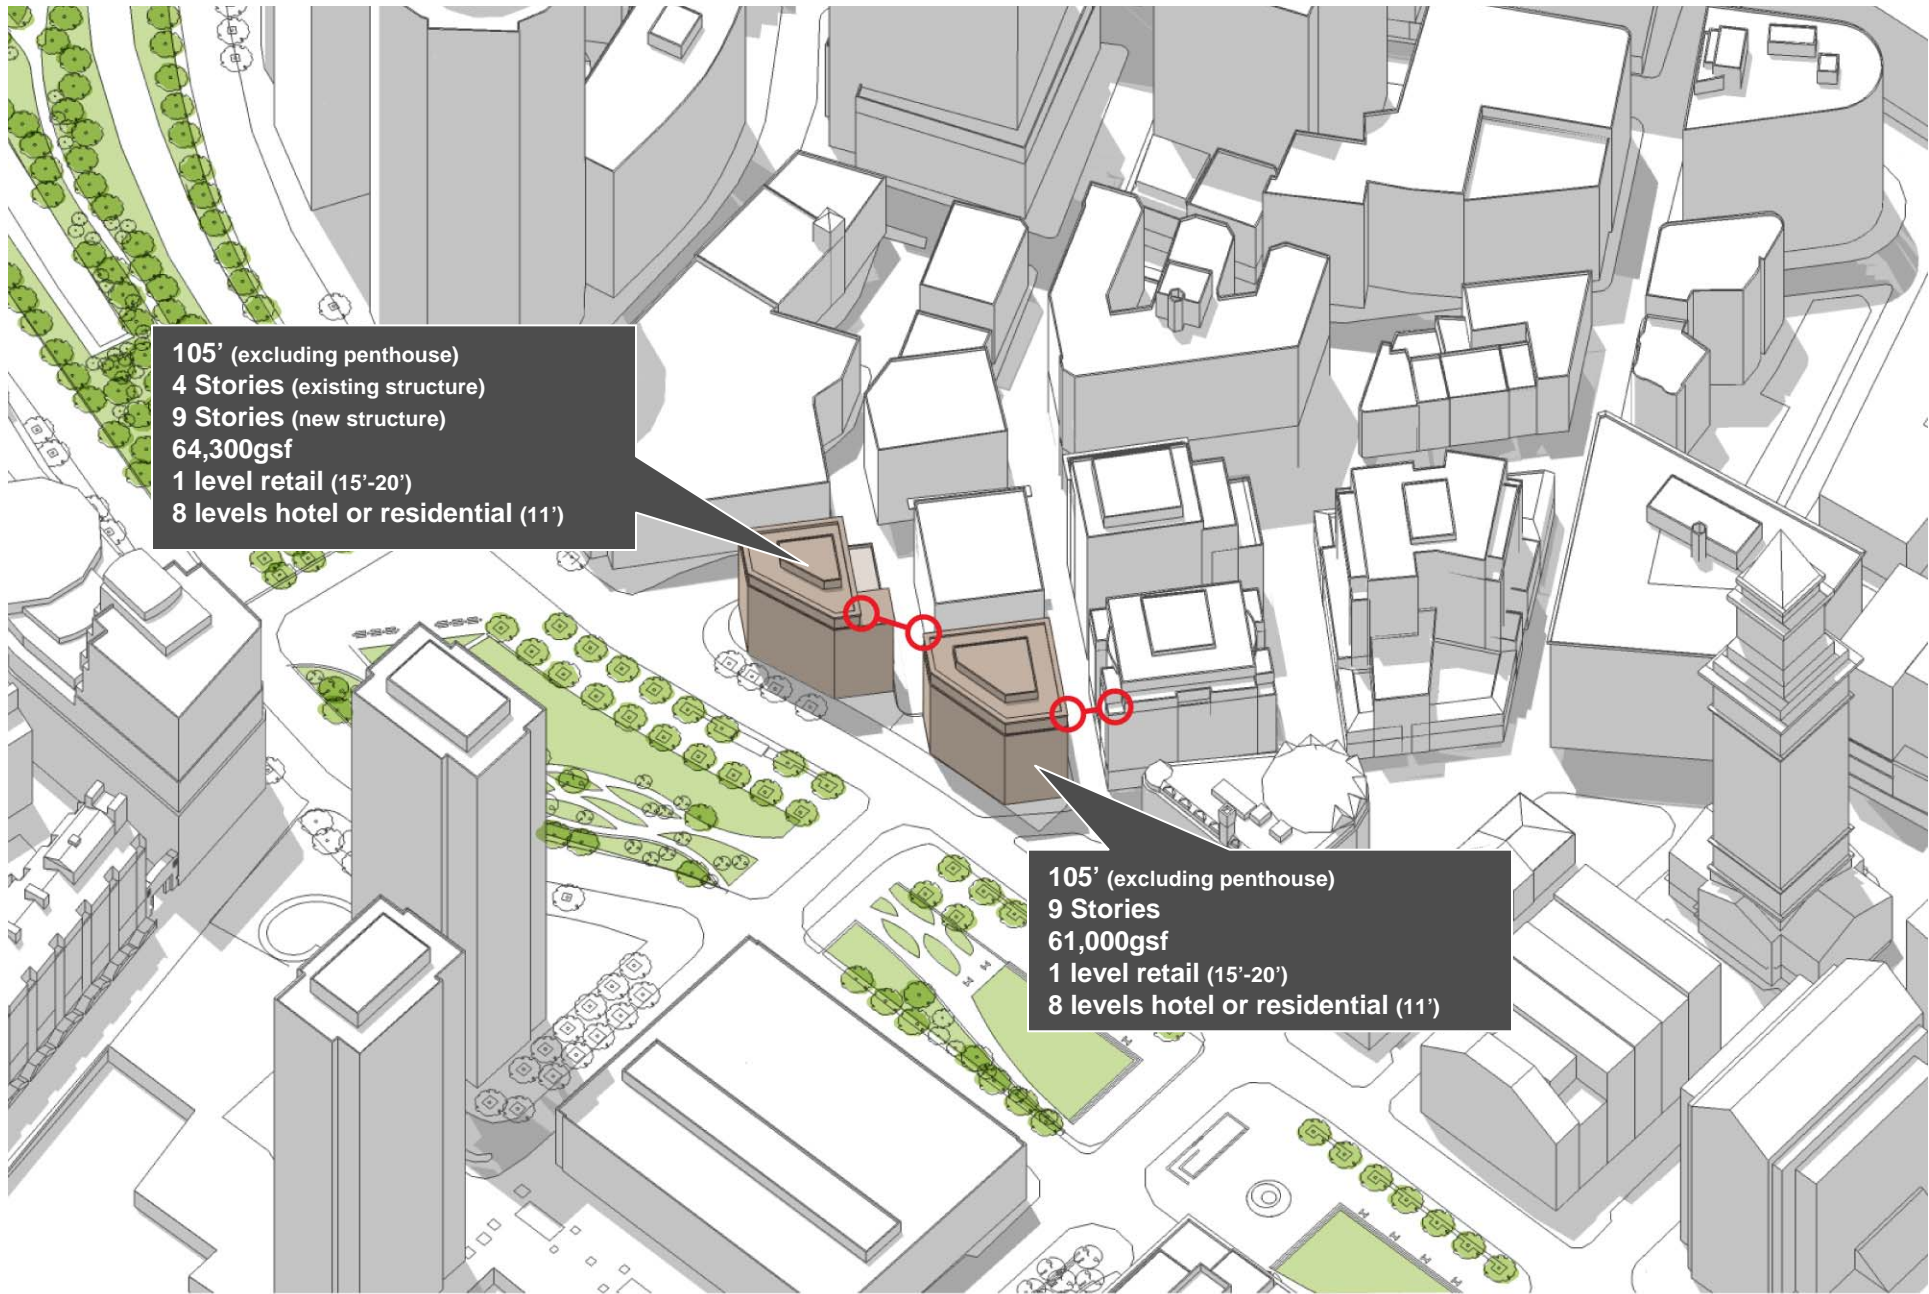 105’ (excluding penthouse)
4 Stories (existing structure)
9 Stories (new structure)
64,300gsf
1 level retail (15’-20’)
8 levels hotel or residential (11’)
105’ (excluding penthouse)
9 Stories
61,000gsf
1 level retail (15’-20’)
8 levels hotel or residential (11’)